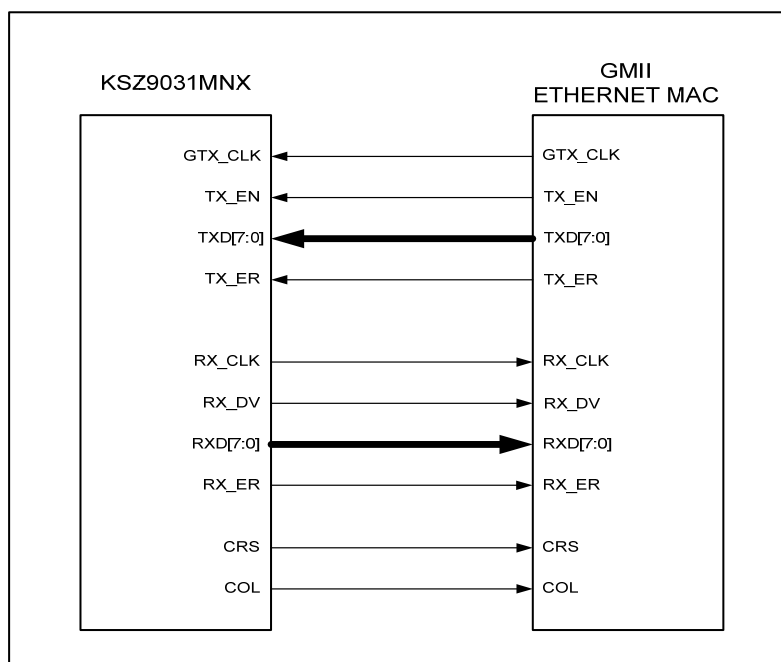 KSZ9031MNX
GMII
ETHERNET MAC
GTX_CLK GTX_CLK
TX_EN TX_EN
TXD[7:0] TXD[7:0]
TX_ER TX_ER
RX_CLK RX_CLK
RX_DV RX_DV
RXD[7:0] RXD[7:0]
RX_ER RX_ER
CRS CRS
COL COL